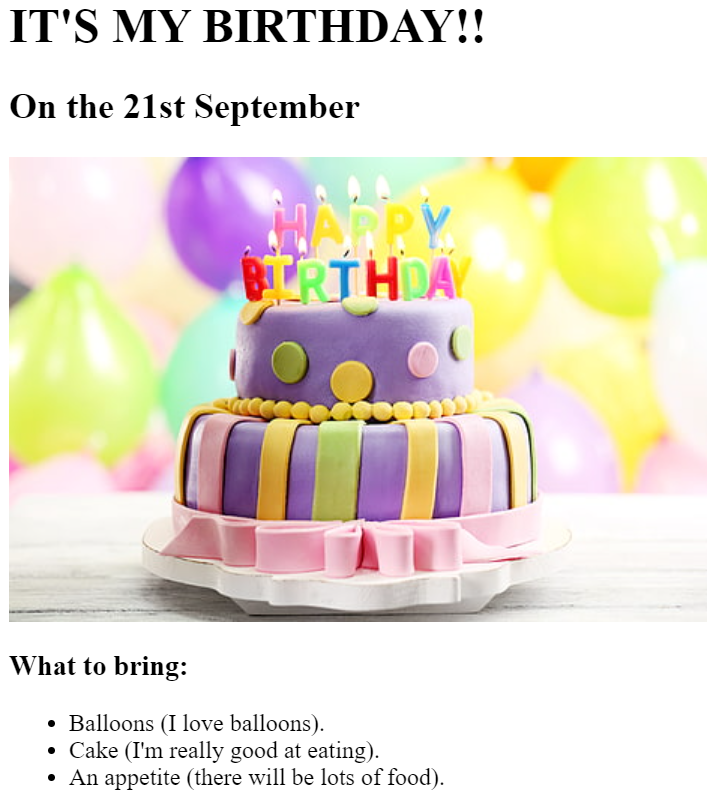 IT'S MY BIRTHDAY!!
On the 21st September
HAPPY
BIRTHDAY
What to bring:
Balloons (I love balloons).
Cake (I'm really good at eating).
An appetite (there will be lots of food).